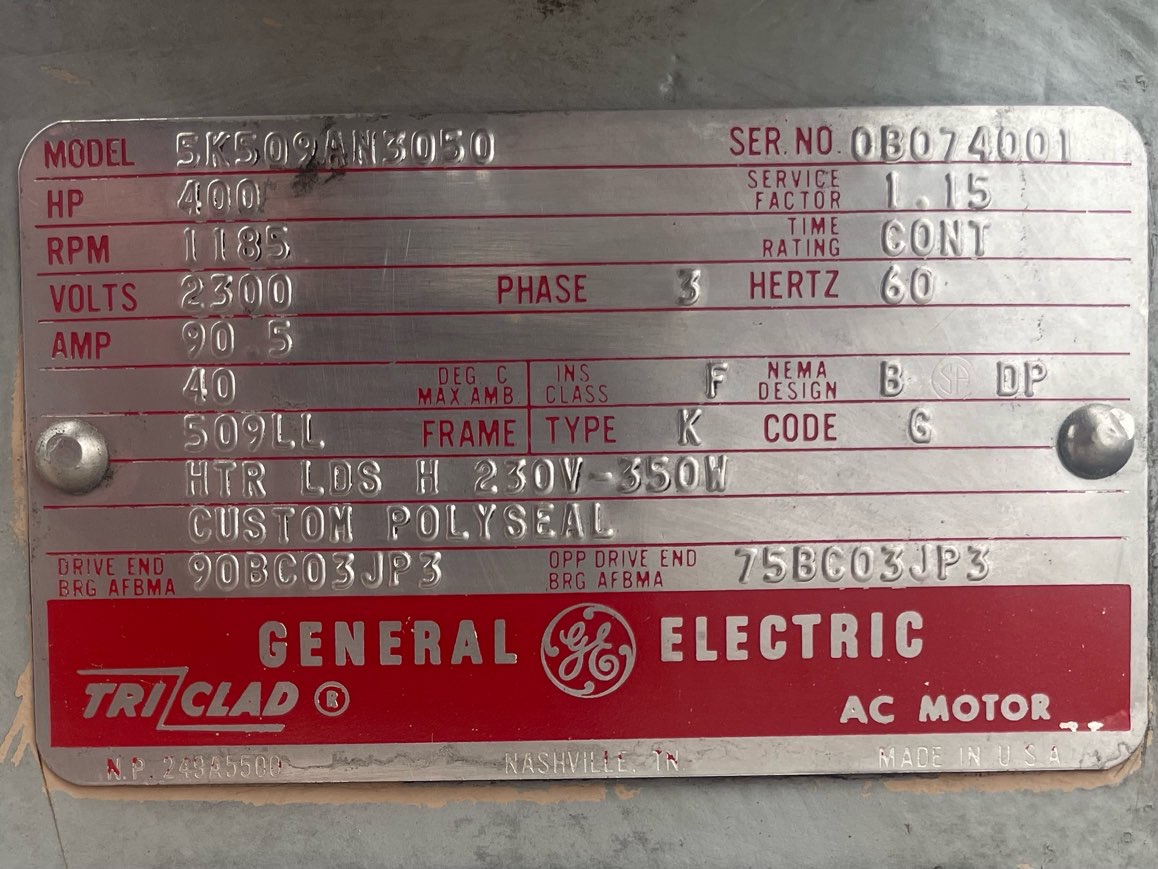 MODEL 5K509AN3050 SER. NO. 0B074001
HP 400 SERVICE FACTOR 1.15
RPM 1185 TIME RATING CONT
VOLTS 2300 PHASE 3 HERTZ 60
AMP 90.5
40 DEG. C MAX. AMB. INS CLASS F NEMA DESIGN B SA DP
509LL FRAME TYPE K CODE G
HTR LDS H 230V-350W
CUSTOM POLYSEAL
DRIVE END BRG AFBMA 90BC03JP3 OPP DRIVE END BRG AFBMA 75BC03JP3
GENERAL GE ELECTRIC
TRI CLAD ®
AC MOTOR
N.P. 249A5500 NASHVILLE, TN MADE IN U.S.A.